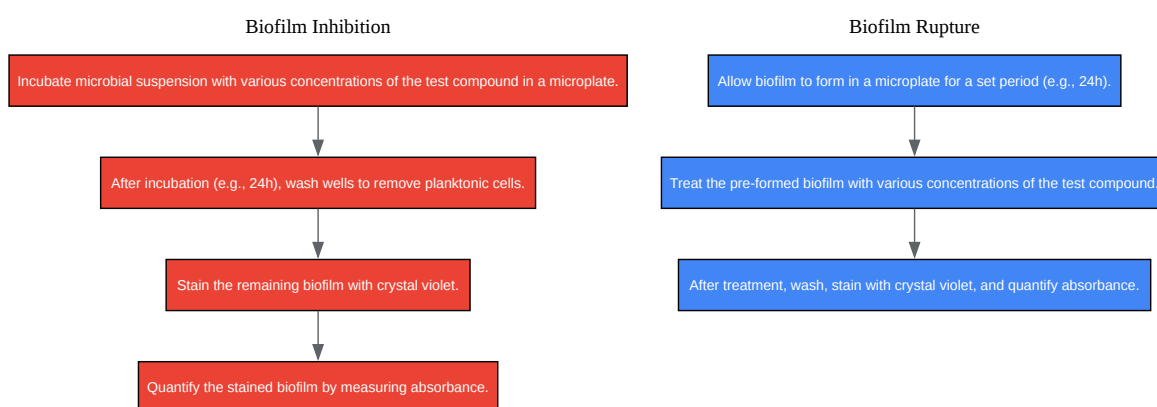 Biofilm Inhibition
Incubate microbial suspension with various concentrations of the test compound in a microplate.
After incubation (e.g., 24h), wash wells to remove planktonic cells.
Stain the remaining biofilm with crystal violet.
Quantify the stained biofilm by measuring absorbance.
Biofilm Rupture
Allow biofilm to form in a microplate for a set period (e.g., 24h).
Treat the pre-formed biofilm with various concentrations of the test compound.
After treatment, wash, stain with crystal violet, and quantify absorbance.